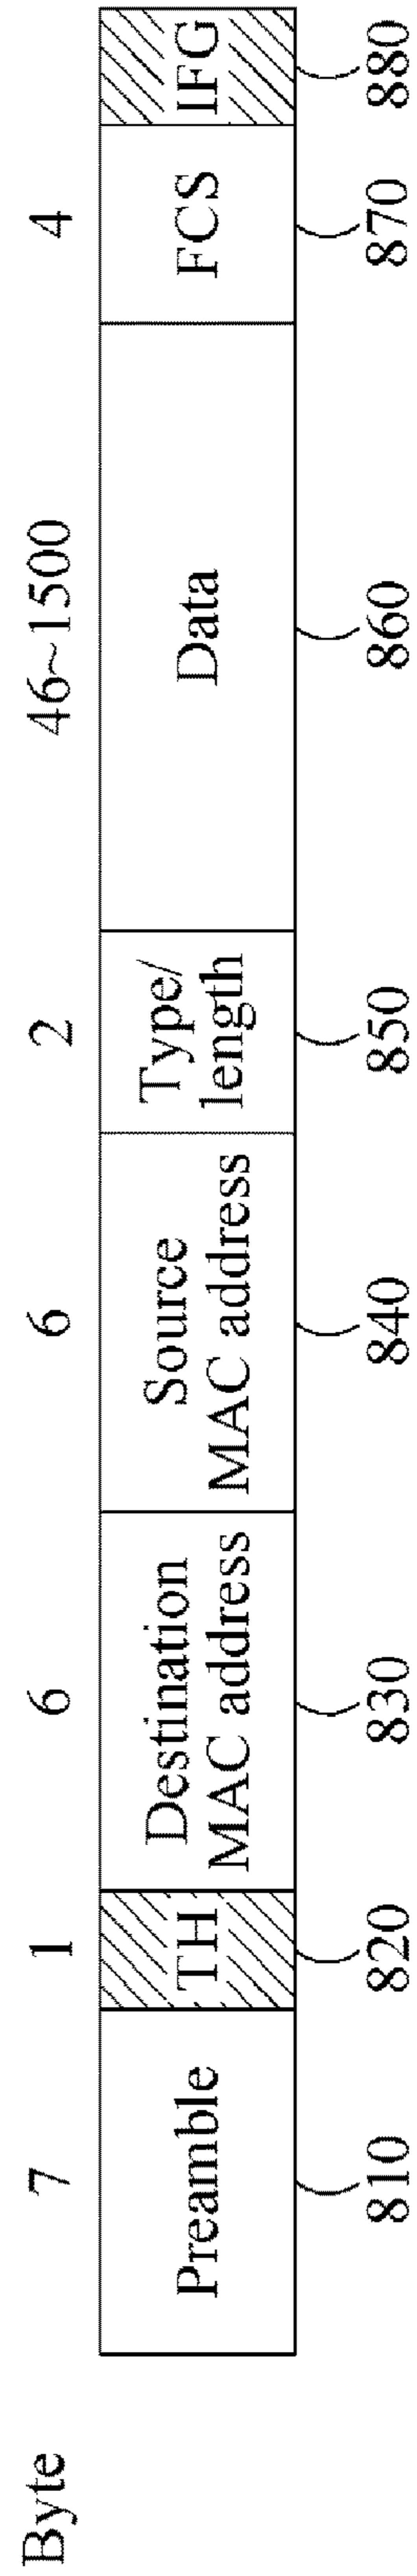 Byte 7 1 6 6 2 46~1500 4
Preamble
TH
Destination
MAC address
Source
MAC address
Type/
length
Data
FCS
IFG
810 820 830 840 850 860 870 880